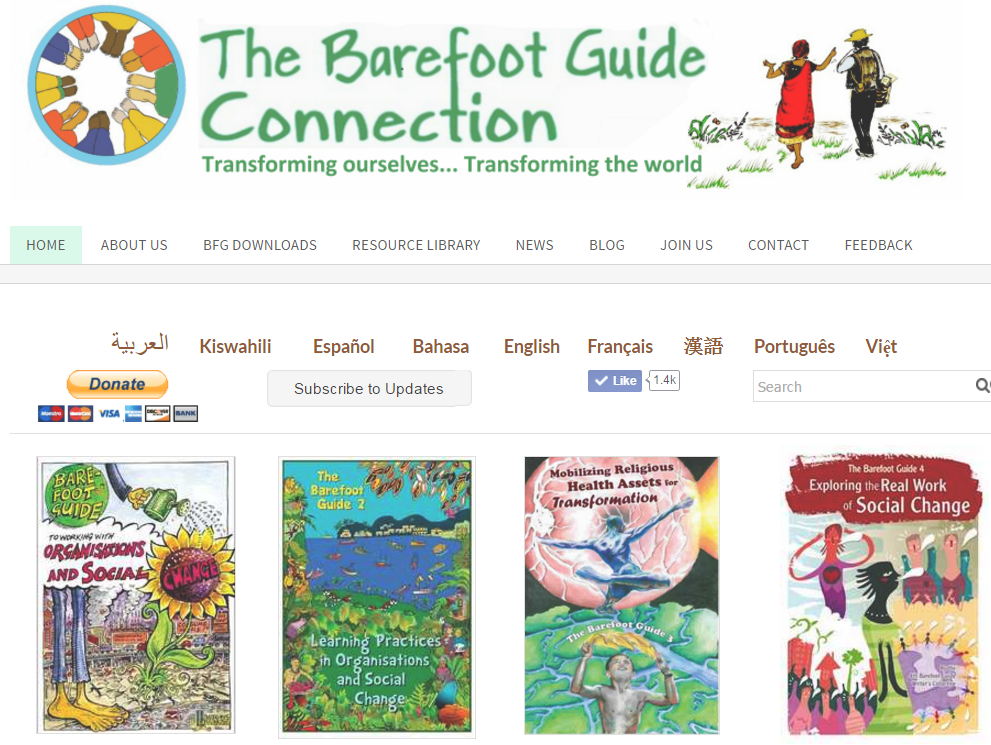 The Barefoot Guide
Connection
Transforming ourselves... Transforming the world
HOME ABOUT US BFG DOWNLOADS RESOURCE LIBRARY NEWS BLOG JOIN US CONTACT FEEDBACK
العربية Kiswahili Español Bahasa English Français 漢語 Português Việt
Donate
Subscribe to Updates
Like 1.4k
Search
Maestro MasterCard VISA AMERICAN EXPRESS DISCOVER BANK
BARE-
FOOT
GUIDE
TO WORKING WITH
ORGANISATIONS
AND SOCIAL
CHANGE
The
Barefoot
Guide 2
Learning Practices
in Organisations
and Social
Change
Mobilizing Religious
Health Assets for
Transformation
The Barefoot Guide 3
The Barefoot Guide 4
Exploring the Real Work
of Social Change